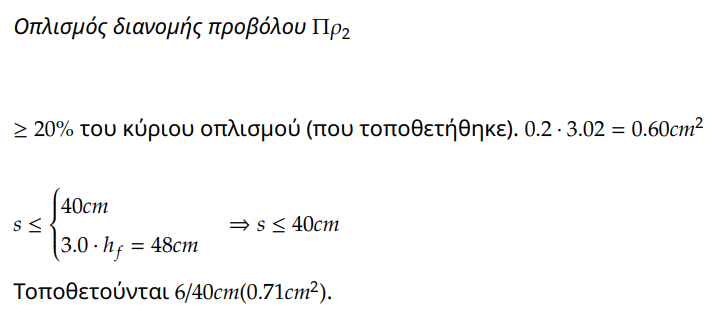 Οπλισμός διανομής προβόλου Πρ₂
≥ 20% του κύριου οπλισμού (που τοποθετήθηκε). 0.2 · 3.02 = 0.60cm²
s ≤ { 40cm
3.0 · h_f = 48cm ⇒ s ≤ 40cm
Τοποθετούνται 6/40cm(0.71cm²).